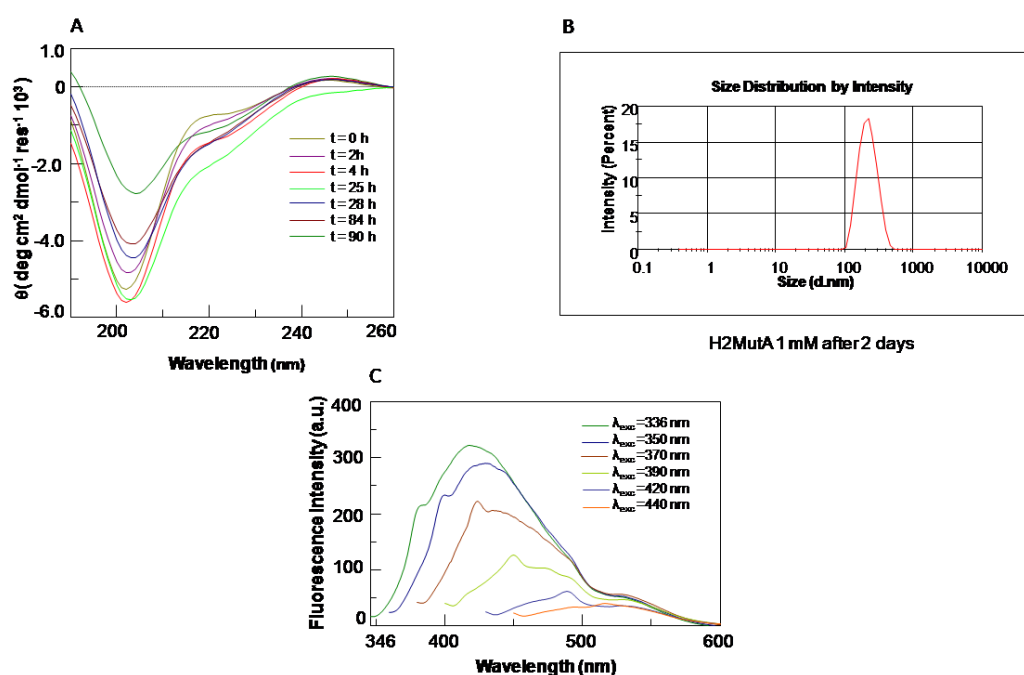 A
1.0
0
-2.0
-4.0
-6.0
θ( deg cm² dmol⁻¹ res⁻¹ 10³)
t = 0 h
t = 2h
t = 4 h
t = 25 h
t = 28 h
t = 84 h
t = 90 h
200
220
240
260
Wavelength (nm)
B
Size Distribution by Intensity
20
15
10
5
0
Intensity (Percent)
0.1
1
10
100
1000
10000
Size (d.nm)
H2MutA 1 mM after 2 days
C
400
300
200
100
0
Fluorescence Intensity (a.u.)
λexc=336 nm
λexc=350 nm
λexc=370 nm
λexc=390 nm
λexc=420 nm
λexc=440 nm
346
400
500
600
Wavelength (nm)